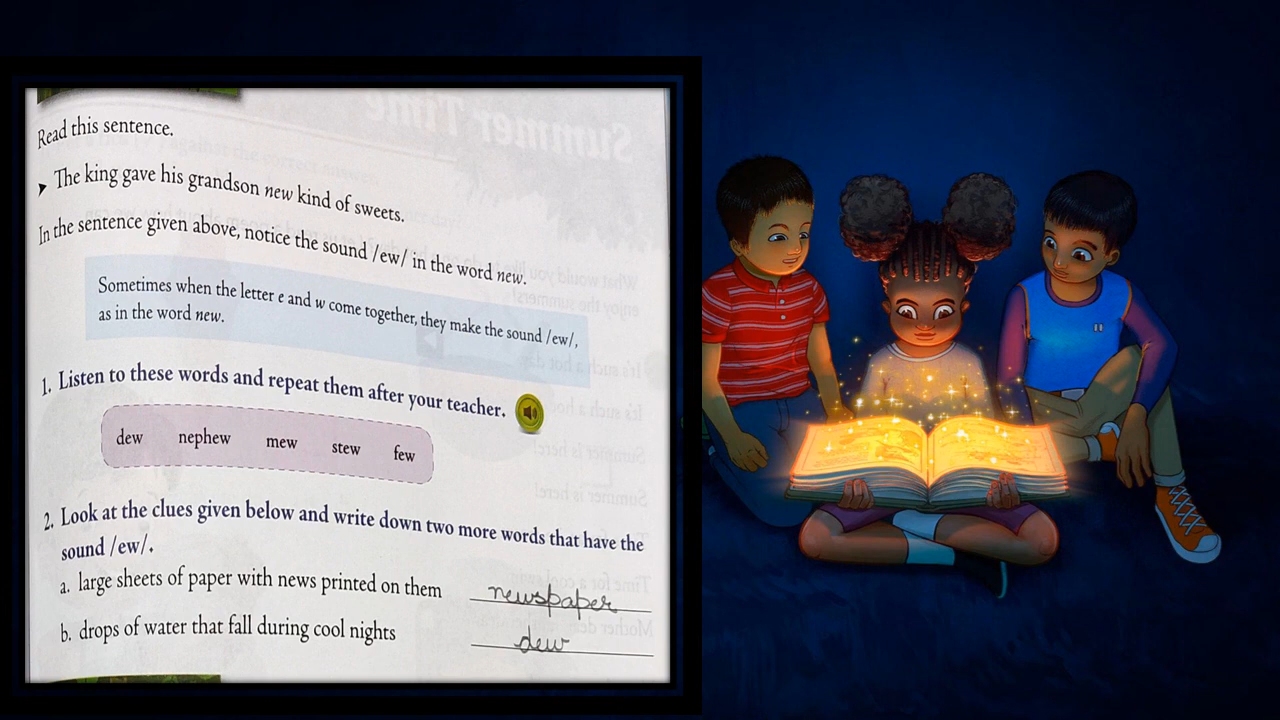 Read this sentence.
➤ The king gave his grandson new kind of sweets.
In the sentence given above, notice the sound /ew/ in the word new.
Sometimes when the letter e and w come together, they make the sound /ew/,
as in the word new.
1. Listen to these words and repeat them after your teacher.
dew nephew mew stew few
2. Look at the clues given below and write down two more words that have the
sound /ew/.
a. large sheets of paper with news printed on them newspaper
b. drops of water that fall during cool nights dew